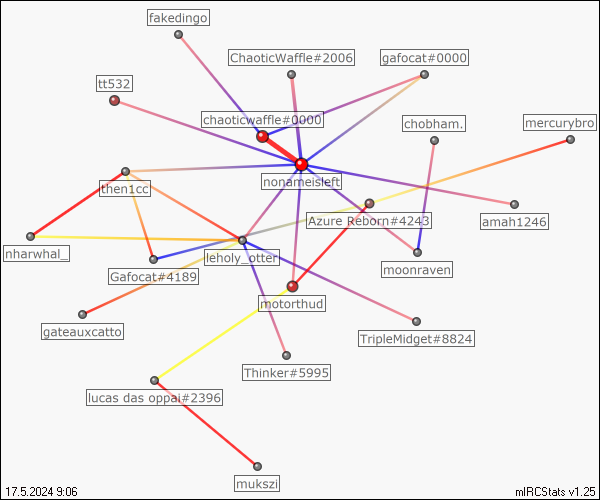 fakedingo
ChaoticWaffle#2006
gafocat#0000
tt532
chaoticwaffle#0000
chobham.
mercurybro
nonameisleft
then1cc
Azure Reborn#4243
amah1246
nharwhal_
leholy_otter
moonraven
Gafocat#4189
motorthud
gateauxcatto
TripleMidget#8824
Thinker#5995
lucas das oppai#2396
mukszi
17.5.2024 9:06
mIRCStats v1.25